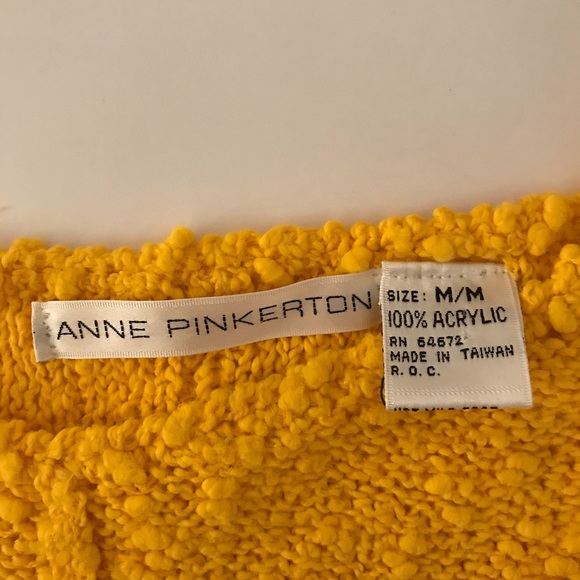 ANNE PINKERTON
SIZE: M/M
100% ACRYLIC
RN 64672
MADE IN TAIWAN
R.O.C.